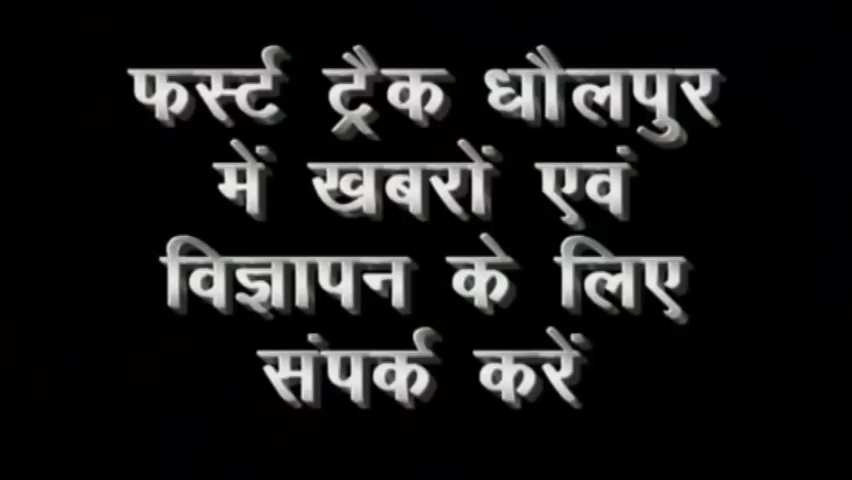 फर्स्ट ट्रैक धौलपुर
में खबरों एवं
विज्ञापन के लिए
संपर्क करें